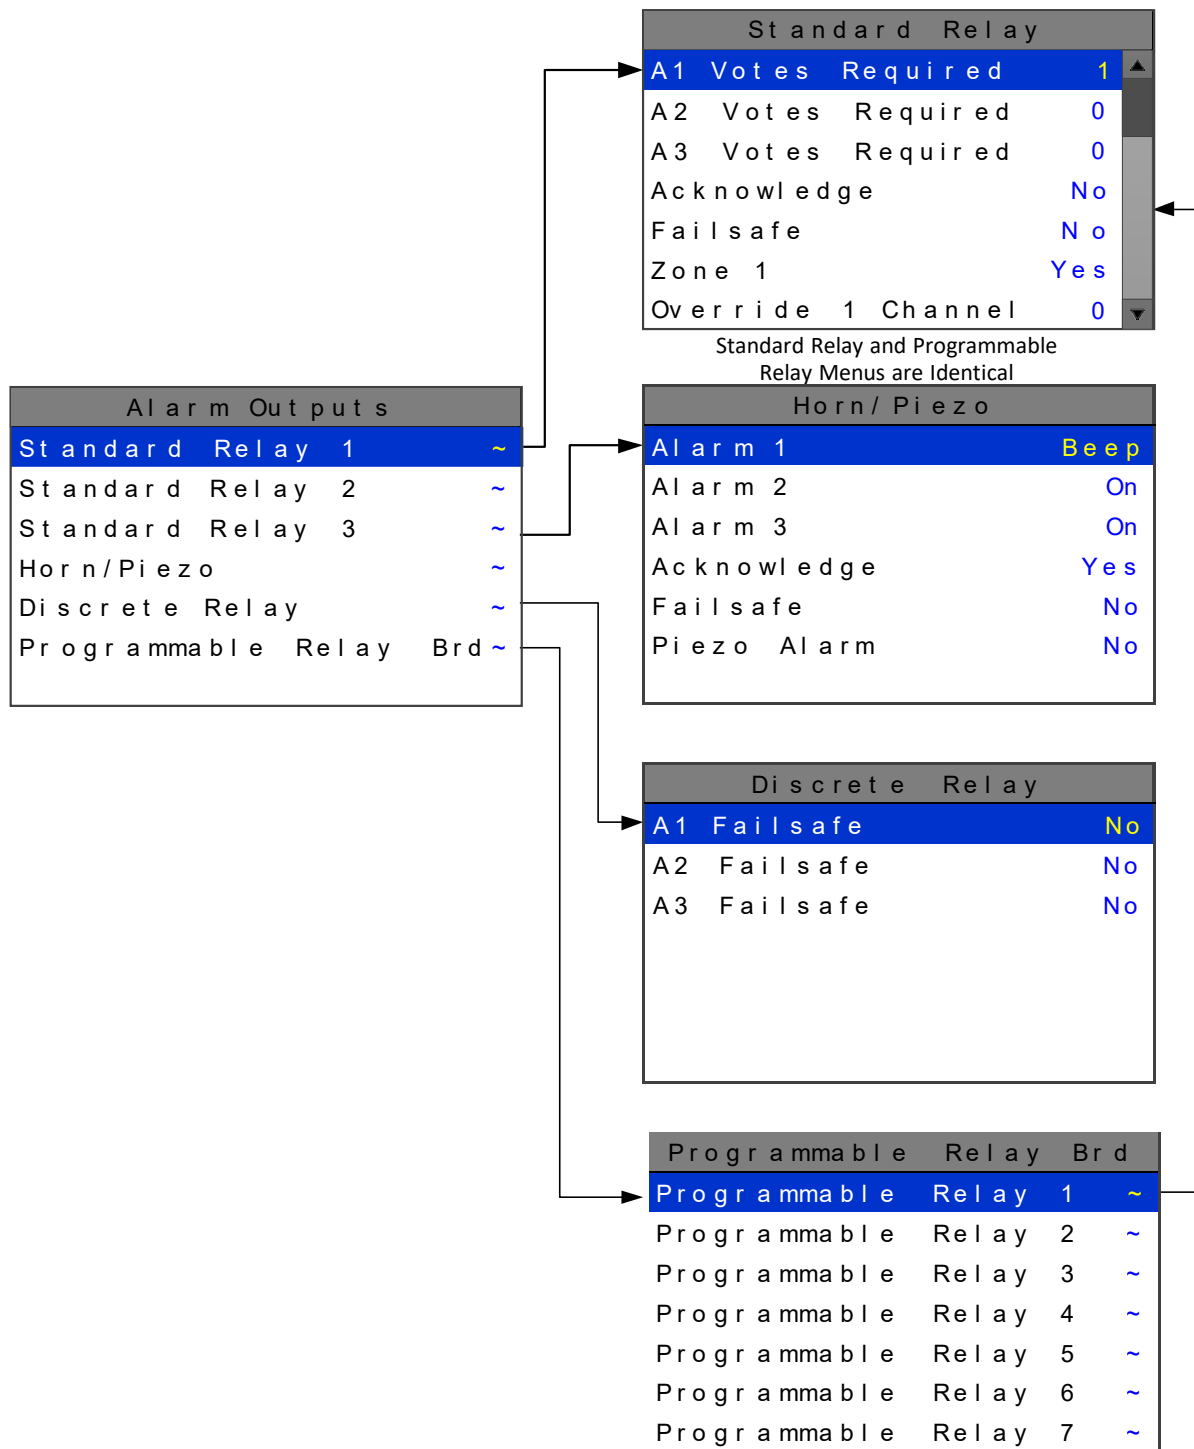 Standard Relay
A1 Votes Required 1
A2 Votes Required 0
A3 Votes Required 0
Acknowledge No
Failsafe No
Zone 1 Yes
Override 1 Channel 0
Standard Relay and Programmable
Relay Menus are Identical
Alarm Outputs
Standard Relay 1 ~
Standard Relay 2 ~
Standard Relay 3 ~
Horn/Piezo ~
Discrete Relay ~
Programmable Relay Brd ~
Horn/Piezo
Alarm 1 Beep
Alarm 2 On
Alarm 3 On
Acknowledge Yes
Failsafe No
Piezo Alarm No
Discrete Relay
A1 Failsafe No
A2 Failsafe No
A3 Failsafe No
Programmable Relay Brd
Programmable Relay 1 ~
Programmable Relay 2 ~
Programmable Relay 3 ~
Programmable Relay 4 ~
Programmable Relay 5 ~
Programmable Relay 6 ~
Programmable Relay 7 ~